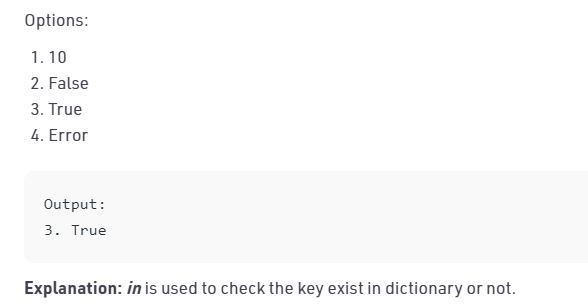 Options:
1. 10
2. False
3. True
4. Error
Output:
3. True
Explanation: in is used to check the key exist in dictionary or not.